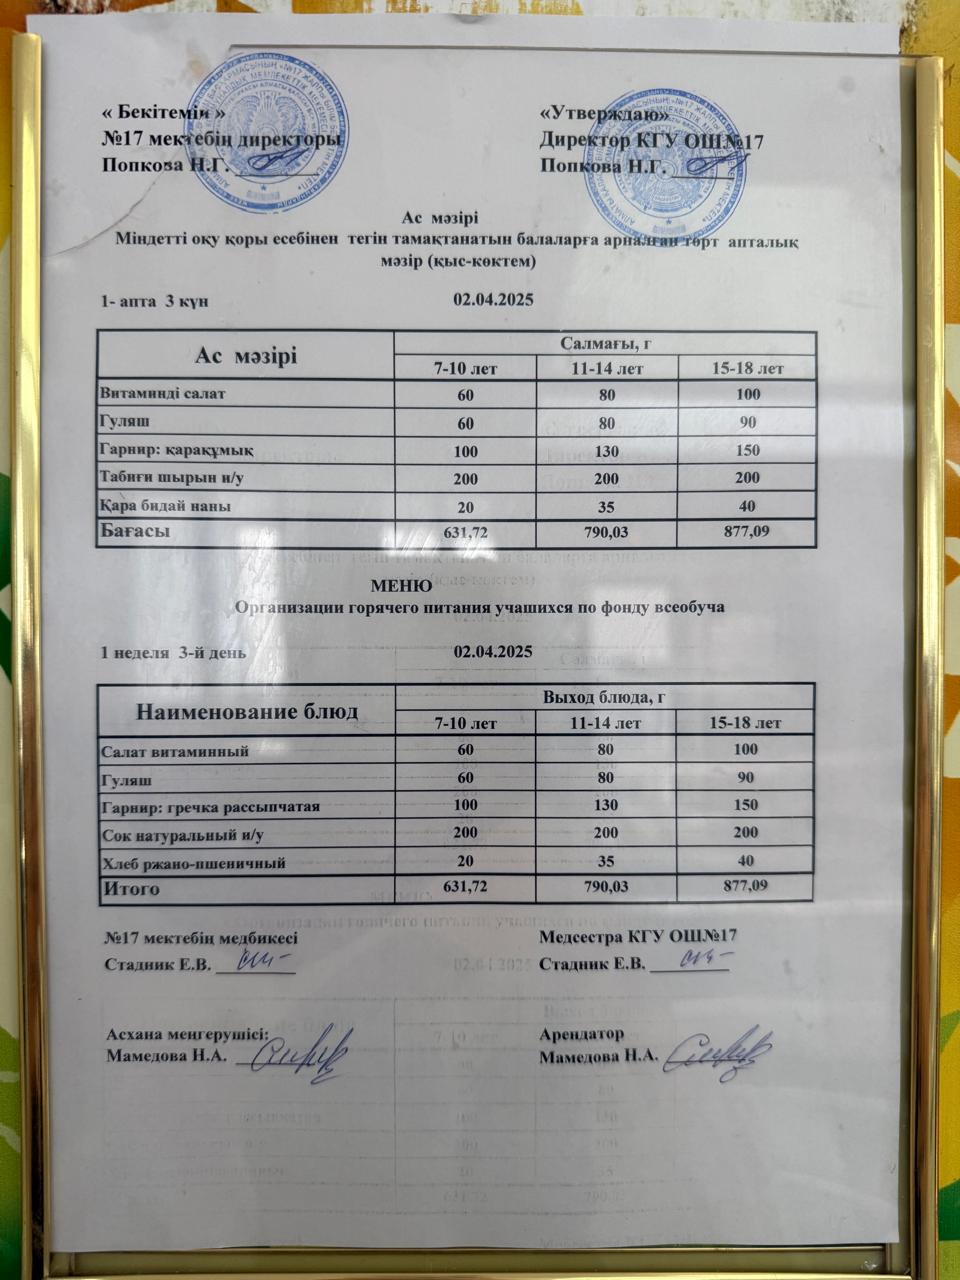 « Бекітемін »
«Утверждаю»
№17 мектебің директоры
Директор КГУ ОШ№17
Попкова Н.Г.
Попкова Н.Г.
Ас мәзірі
Міндетті оқу қоры есебінен тегін тамақтанатын балаларға арналған төрт апталық
мәзір (қыс-көктем)
1- апта 3 күн 02.04.2025
Ас мәзірі Салмағы, г
7-10 лет 11-14 лет 15-18 лет
Витаминді салат 60 80 100
Гуляш 60 80 90
Гарнир: қарақұмық 100 130 150
Табиғи шырын и/у 200 200 200
Қара бидай наны 20 35 40
Бағасы 631,72 790,03 877,09
МЕНЮ
Организации горячего питания учашихся по фонду всеобуча
1 неделя 3-й день 02.04.2025
Наименование блюд Выход блюда, г
7-10 лет 11-14 лет 15-18 лет
Салат витаминный 60 80 100
Гуляш 60 80 90
Гарнир: гречка рассыпчатая 100 130 150
Сок натуральный и/у 200 200 200
Хлеб ржано-пшеничный 20 35 40
Итого 631,72 790,03 877,09
№17 мектебің медбикесі
Медсестра КГУ ОШ№17
Стадник Е.В.
Стадник Е.В.
Асхана меңгерушісі:
Арендатор
Мамедова Н.А.
Мамедова Н.А.